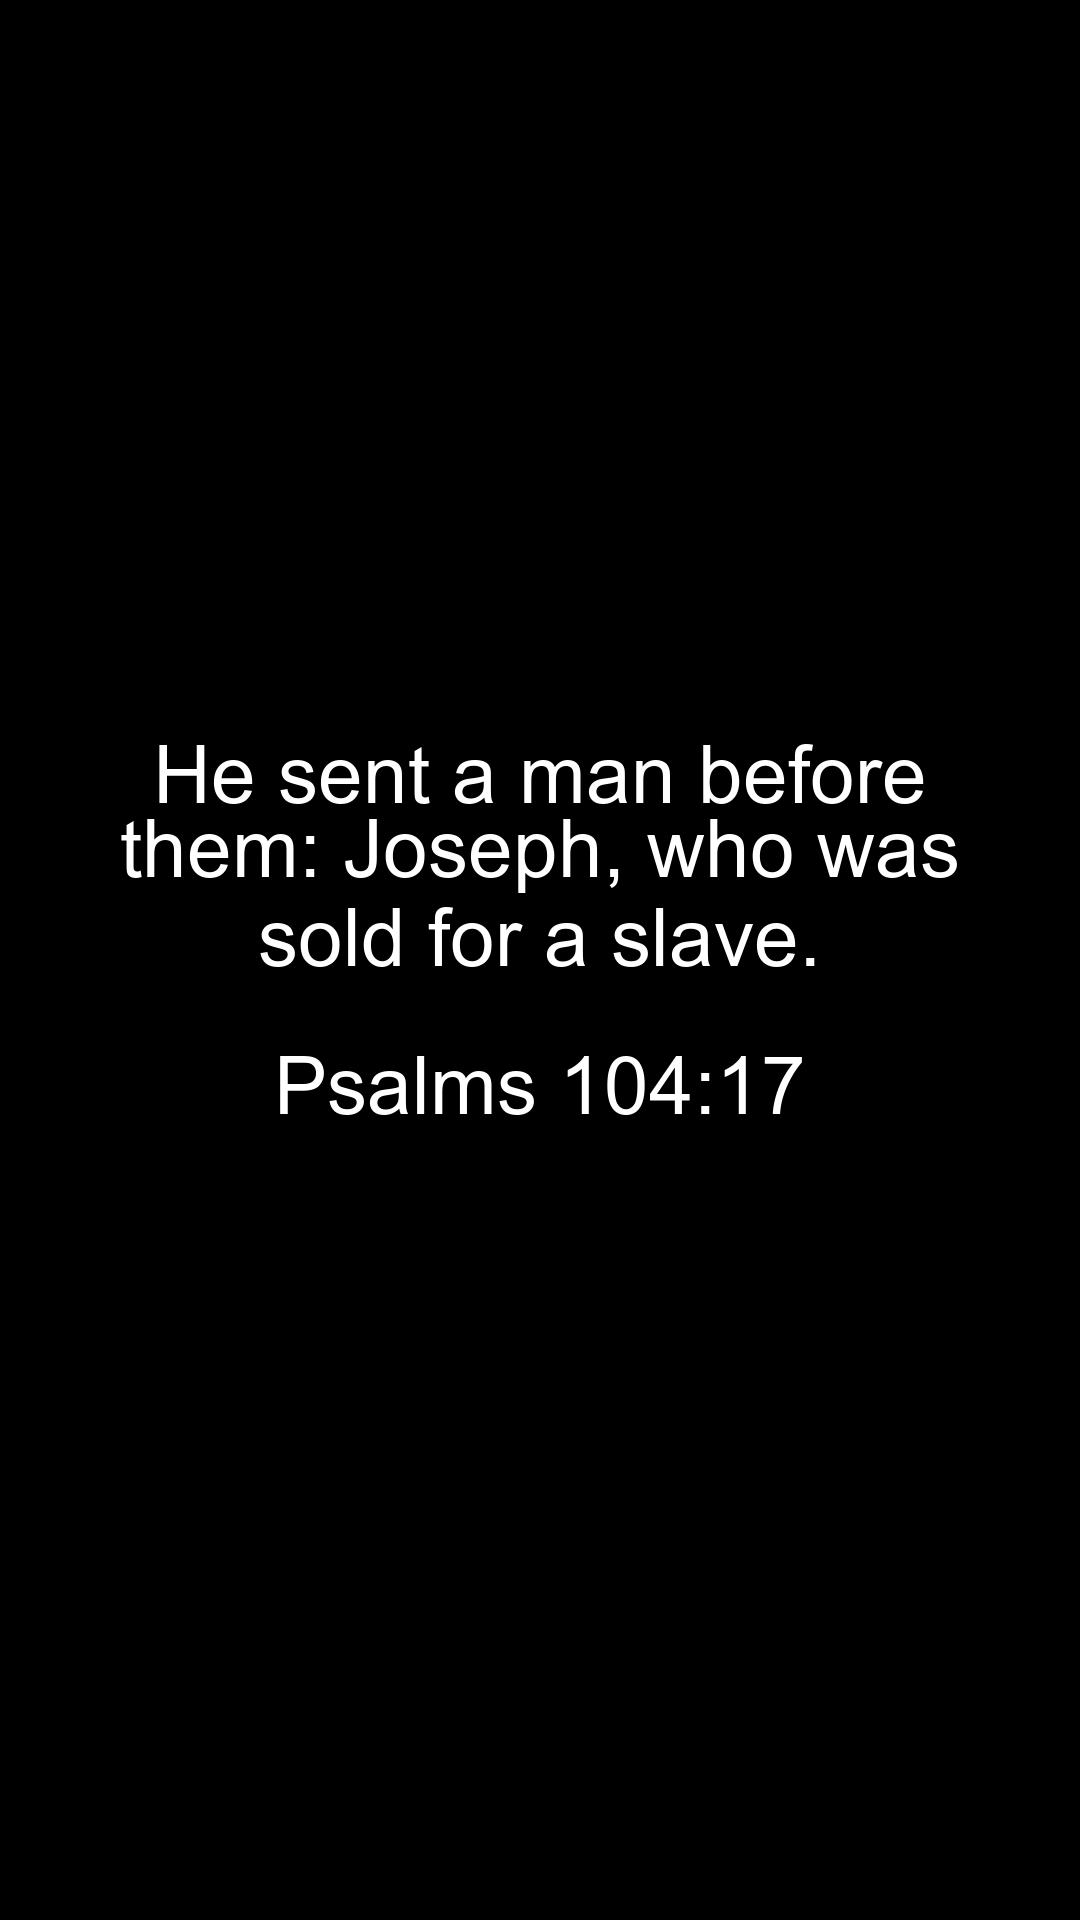 He sent a man before
them: Joseph, who was
sold for a slave.
Psalms 104:17